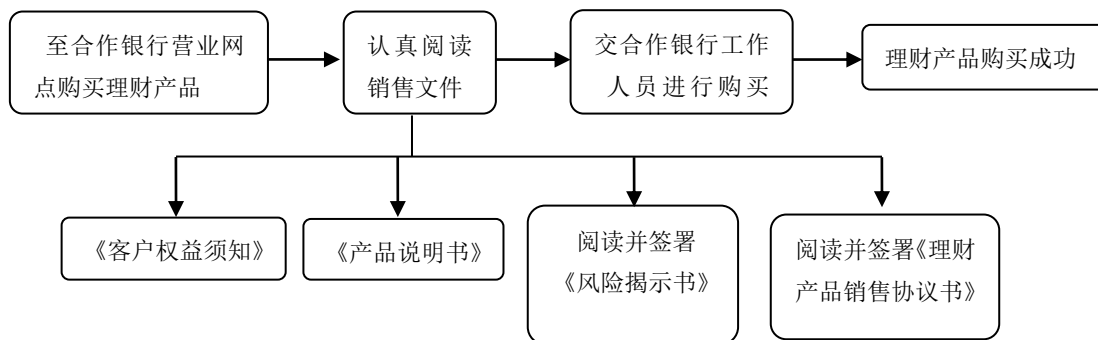 至合作银行营业网
点购买理财产品
认真阅读
销售文件
交合作银行工作
人员进行购买
理财产品购买成功
《客户权益须知》
《产品说明书》
阅读并签署
《风险揭示书》
阅读并签署《理财
产品销售协议书》